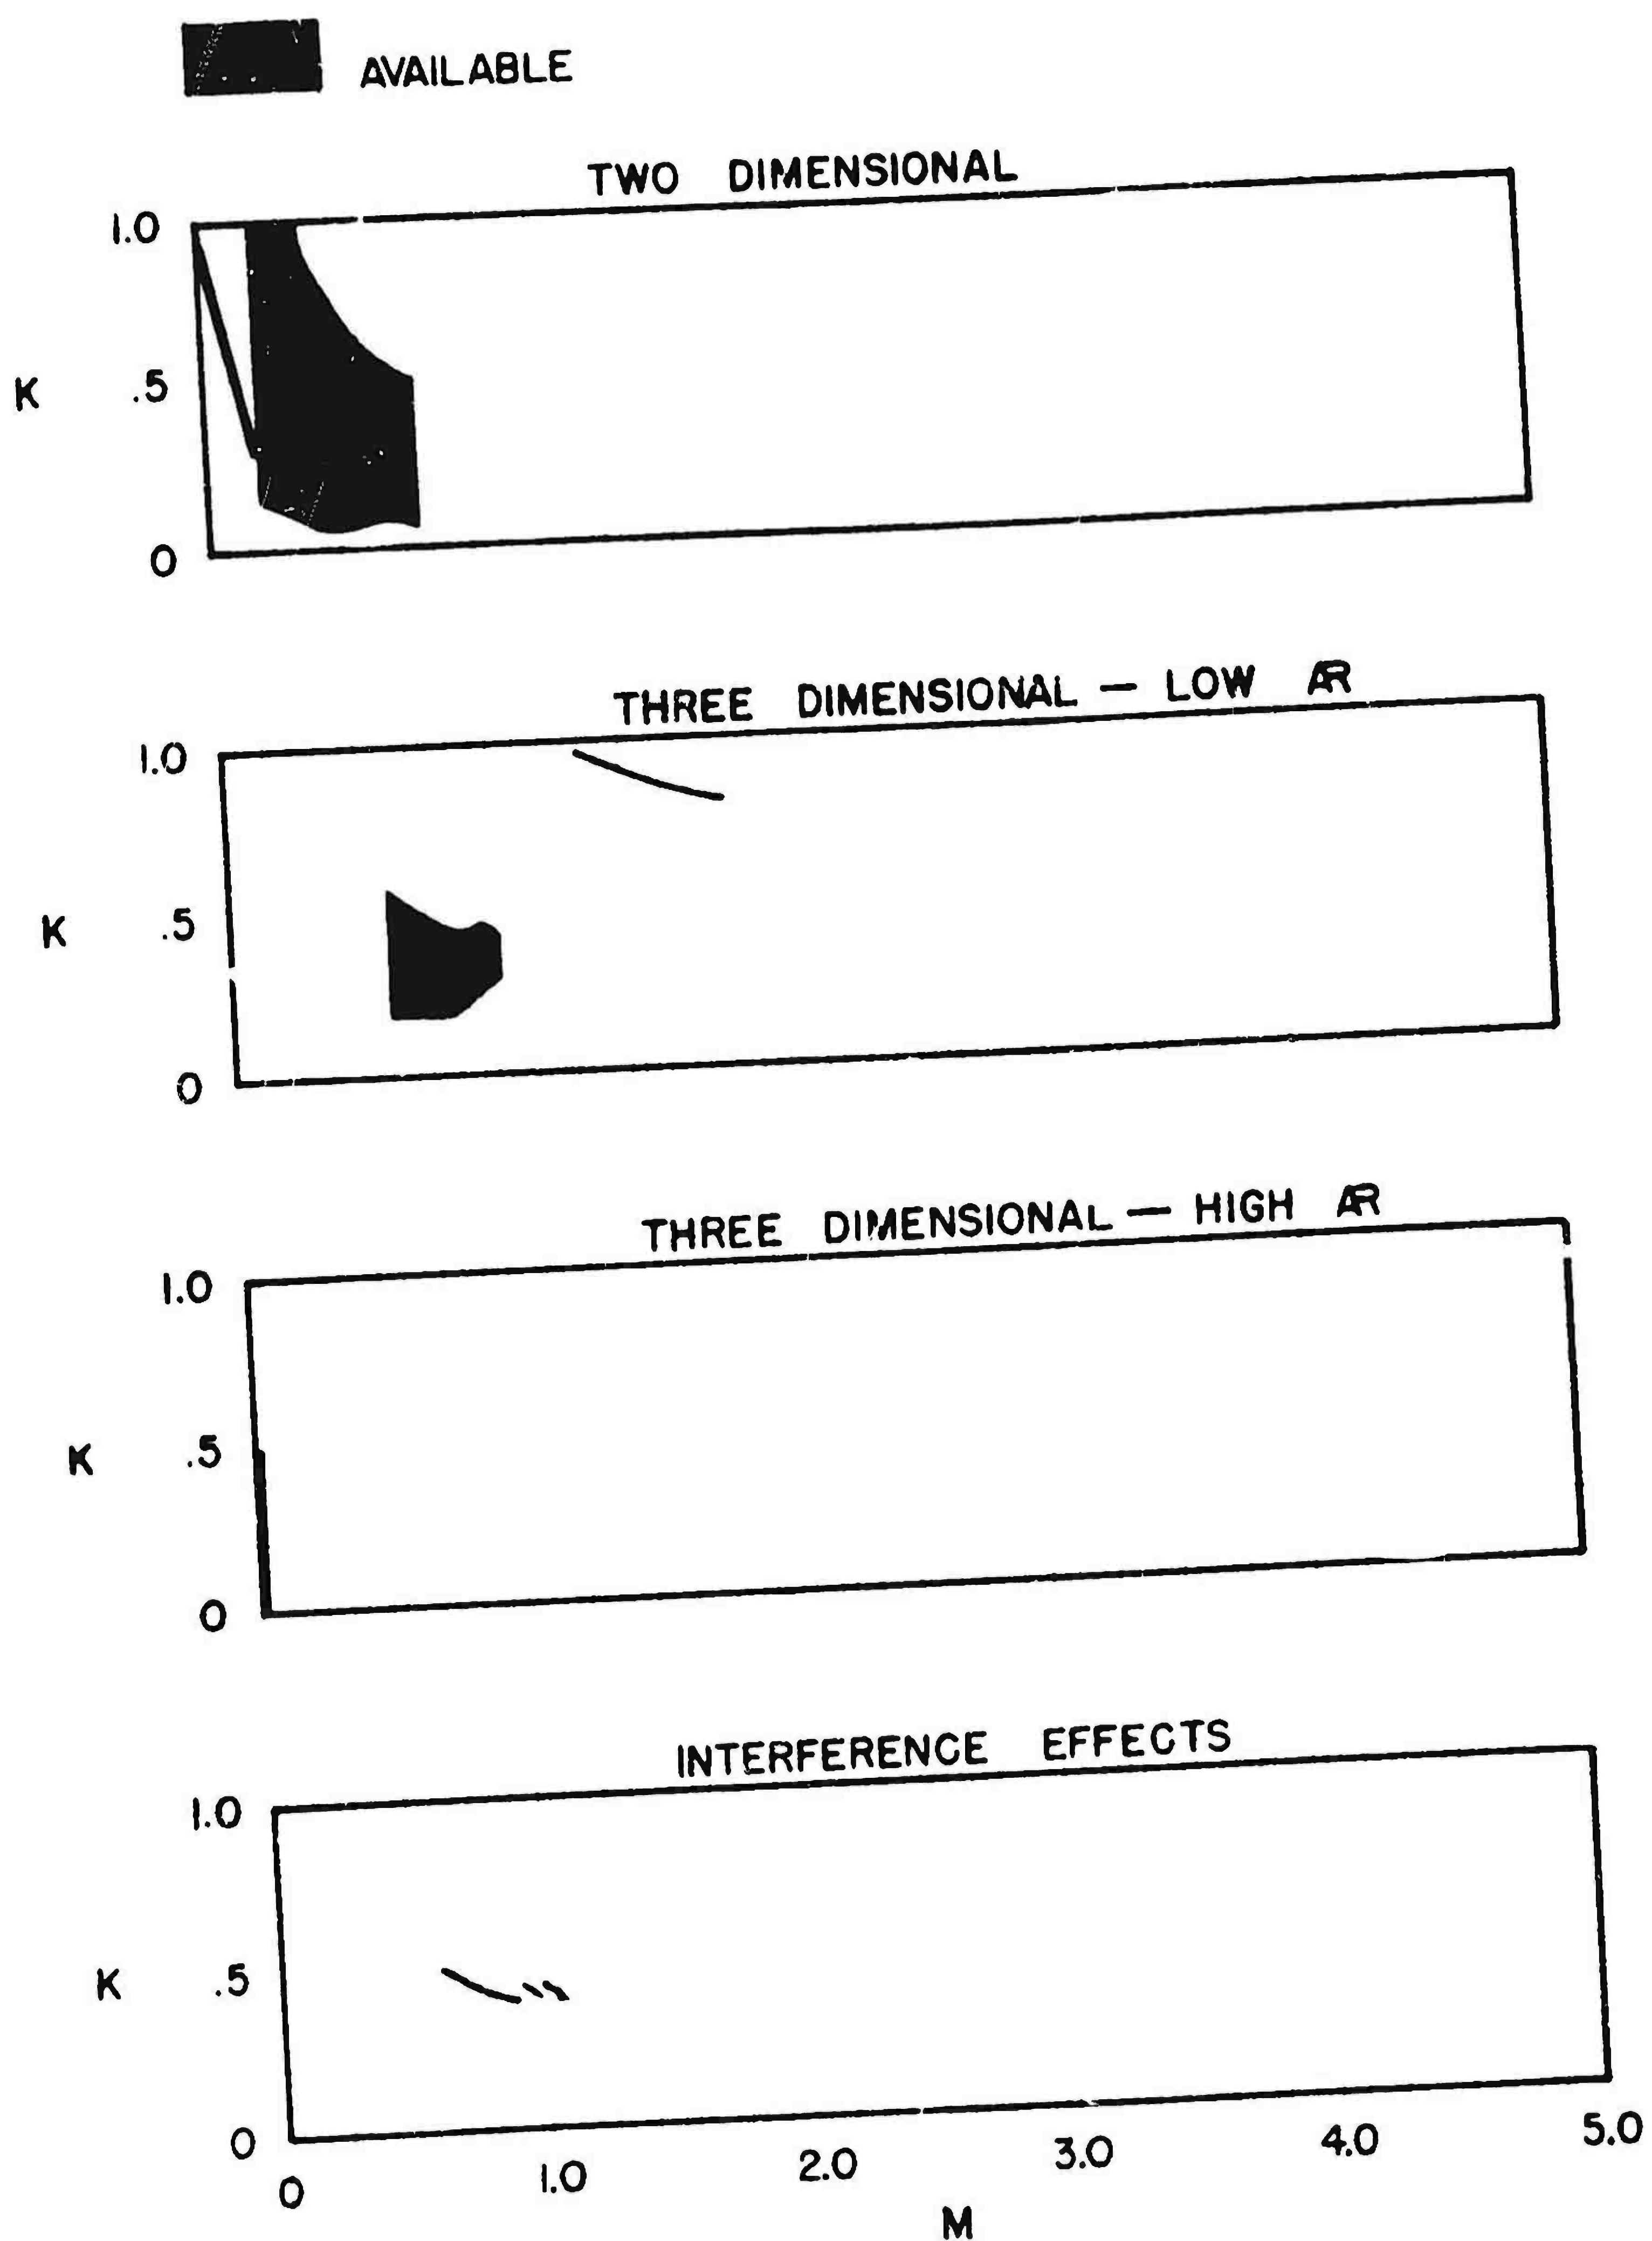 AVAILABLE
TWO DIMENSIONAL
1.0
K .5
0
THREE DIMENSIONAL — LOW AR
1.0
K .5
0
THREE DIMENSIONAL — HIGH AR
1.0
K .5
0
INTERFERENCE EFFECTS
1.0
K .5
0
0 1.0 2.0 3.0 4.0 5.0
M